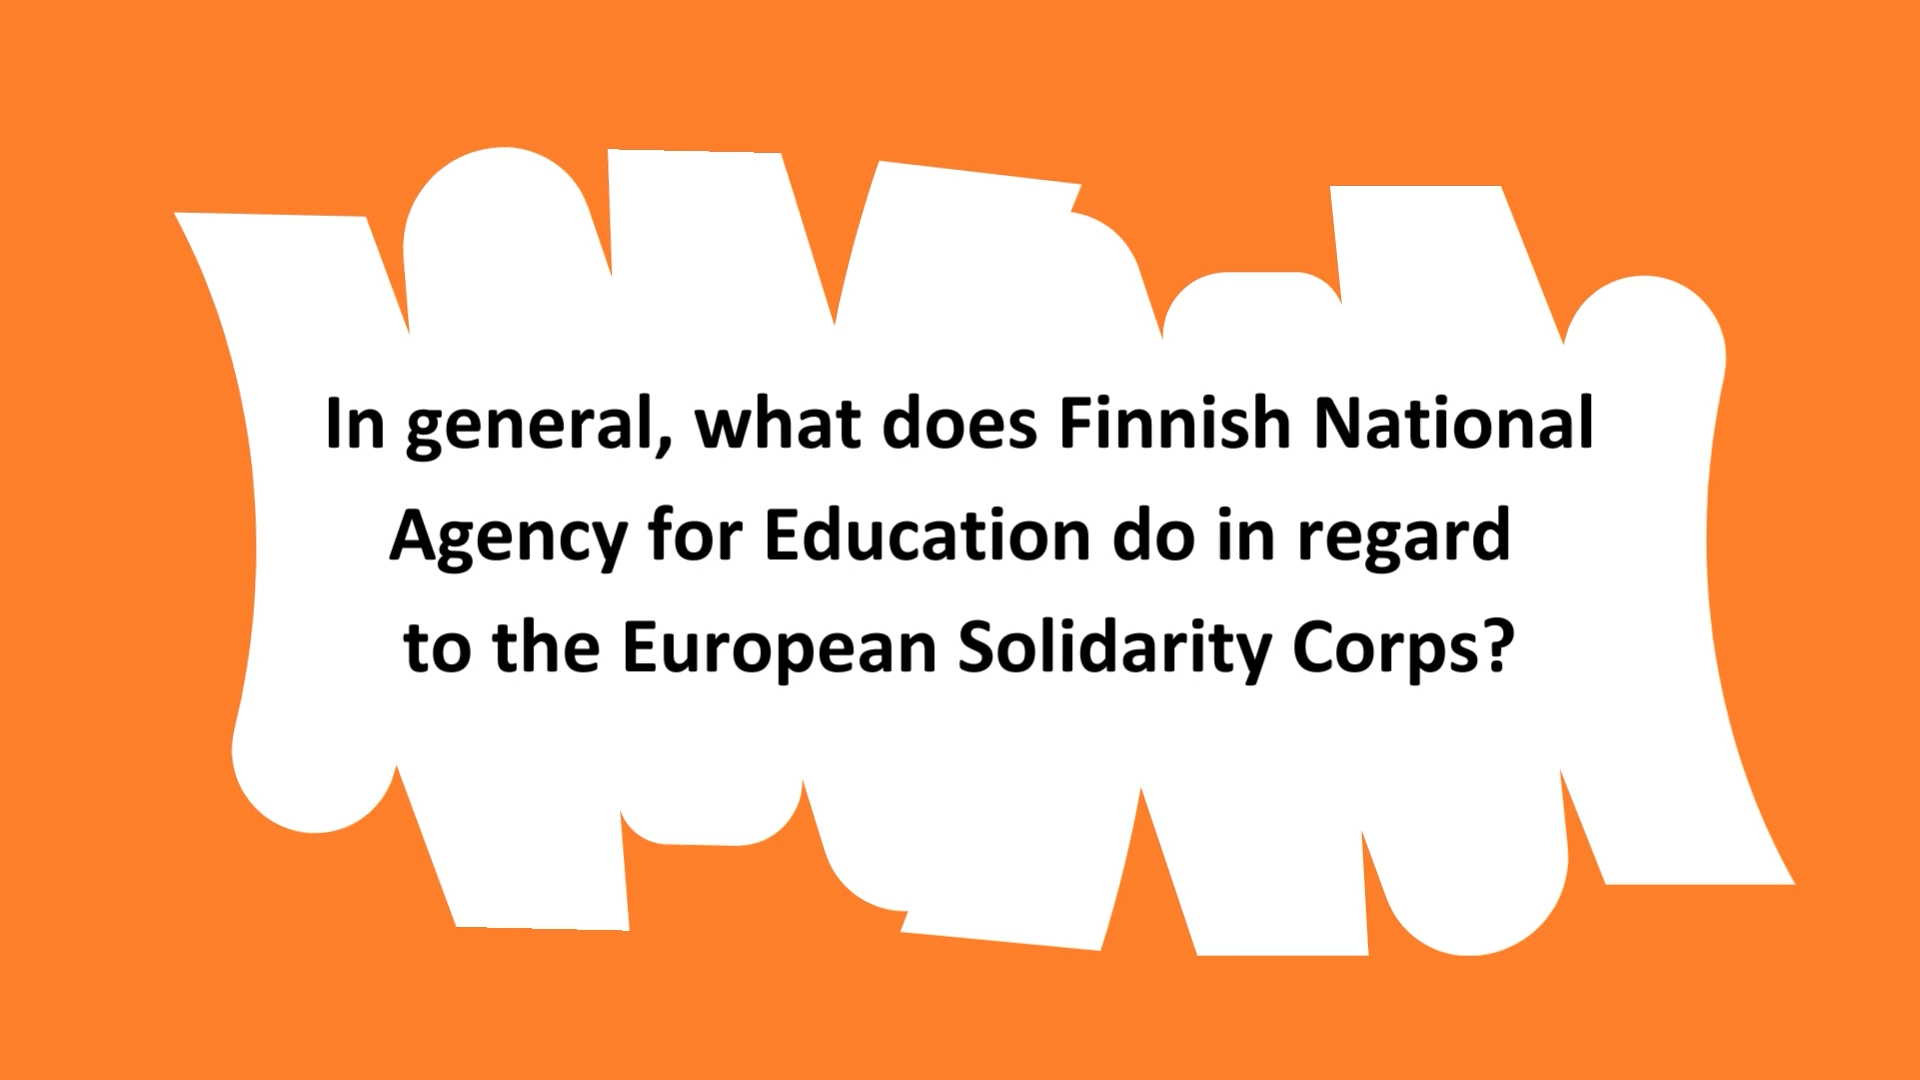 In general, what does Finnish National
Agency for Education do in regard
to the European Solidarity Corps?